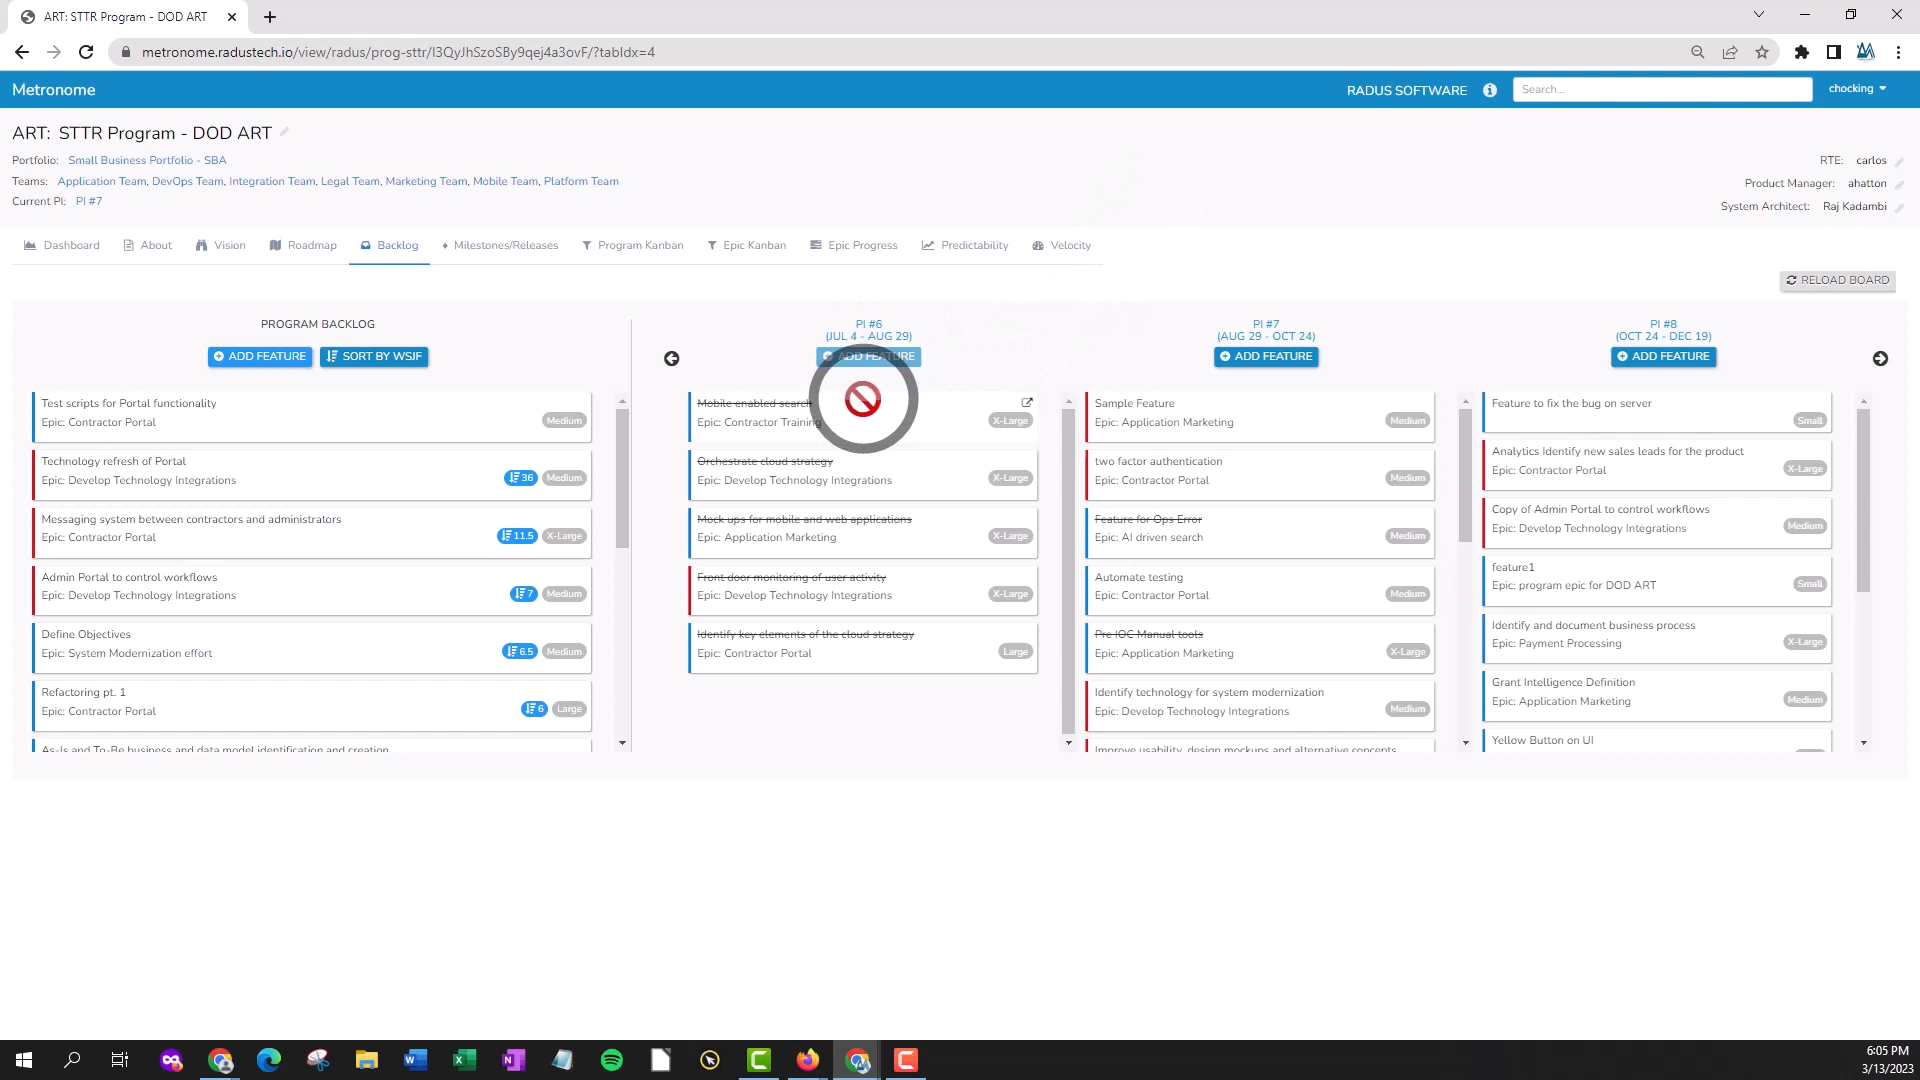 ART: STTR Program - DOD ART
metronome.radustech.io/view/radus/prog-sttr/I3QyJhSzoSBy9qej4a3ovF/?tabIdx=4
Metronome
RADUS SOFTWARE
Search...
chocking
ART: STTR Program - DOD ART
Portfolio: Small Business Portfolio - SBA
Teams: Application Team, DevOps Team, Integration Team, Legal Team, Marketing Team, Mobile Team, Platform Team
Current PI: PI #7
RTE: carlos
Product Manager: ahatton
System Architect: Raj Kadambi
Dashboard
About
Vision
Roadmap
Backlog
Milestones/Releases
Program Kanban
Epic Kanban
Epic Progress
Predictability
Velocity
RELOAD BOARD
PROGRAM BACKLOG
ADD FEATURE
SORT BY WSJF
Test scripts for Portal functionality
Epic: Contractor Portal
Medium
Technology refresh of Portal
Epic: Develop Technology Integrations
36
Medium
Messaging system between contractors and administrators
Epic: Contractor Portal
11.5
X-Large
Admin Portal to control workflows
Epic: Develop Technology Integrations
7
Medium
Define Objectives
Epic: System Modernization effort
6.5
Medium
Refactoring pt. 1
Epic: Contractor Portal
6
Large
As-Is and To-Be business and data model identification and creation
PI #6
(JUL 4 - AUG 29)
ADD FEATURE
Mobile enabled search
Epic: Contractor Training
X-Large
Orchestrate cloud strategy
Epic: Develop Technology Integrations
X-Large
Mock ups for mobile and web applications
Epic: Application Marketing
X-Large
Front door monitoring of user activity
Epic: Develop Technology Integrations
X-Large
Identify key elements of the cloud strategy
Epic: Contractor Portal
Large
PI #7
(AUG 29 - OCT 24)
ADD FEATURE
Sample Feature
Epic: Application Marketing
Medium
two factor authentication
Epic: Contractor Portal
Medium
Feature for Ops Error
Epic: AI driven search
Medium
Automate testing
Epic: Contractor Portal
Medium
Pre IOC Manual tools
Epic: Application Marketing
X-Large
Identify technology for system modernization
Epic: Develop Technology Integrations
Medium
Improve usability, design mockups and alternative concepts
PI #8
(OCT 24 - DEC 19)
ADD FEATURE
Feature to fix the bug on server
Small
Analytics Identify new sales leads for the product
Epic: Contractor Portal
X-Large
Copy of Admin Portal to control workflows
Epic: Develop Technology Integrations
Medium
feature1
Epic: program epic for DOD ART
Small
Identify and document business process
Epic: Payment Processing
X-Large
Grant Intelligence Definition
Epic: Application Marketing
Medium
Yellow Button on UI
6:05 PM
3/13/2023